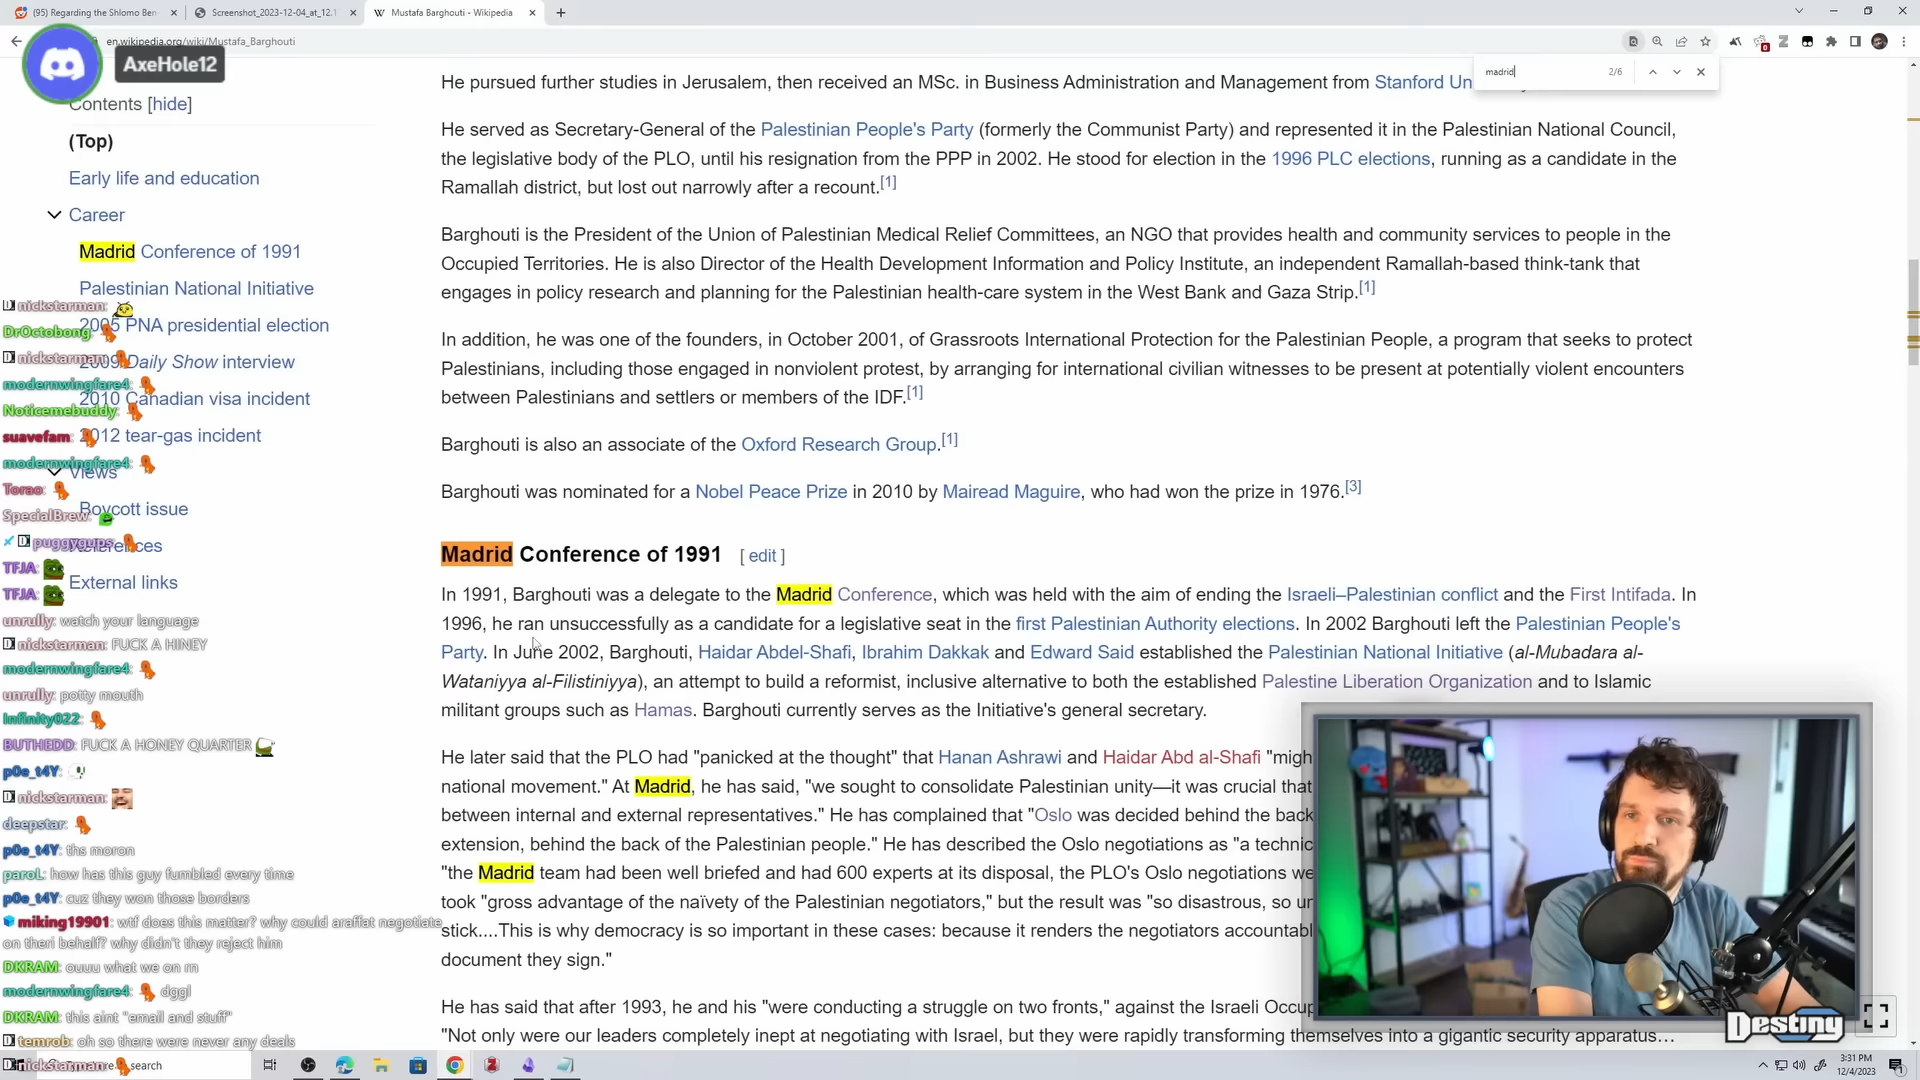 (95) Regarding the Shlomo Ben
Screenshot_2023-12-04_at_12.1
Mustafa Barghouti - Wikipedia
en.wikipedia.org/wiki/Mustafa_Barghouti
AxeHole12
madrid 2/6
Contents [hide]
(Top)
Early life and education
Career
Madrid Conference of 1991
Palestinian National Initiative
2005 PNA presidential election
2009 Daily Show interview
2010 Canadian visa incident
2012 tear-gas incident
Views
Boycott issue
References
External links
nickstarman:
DrOctobong:
nickstarman:
modernwingfare4:
Noticemebuddy:
suavefam:
modernwingfare4:
Torao:
SpecialBrew:
puggygups:
TFJA:
TFJA:
unrully: watch your language
nickstarman: FUCK A HINEY
modernwingfare4:
unrully: potty mouth
Infinity022:
BUTHEDD: FUCK A HONEY QUARTER
p0e_t4Y:
nickstarman:
deepstar:
p0e_t4Y: ths moron
paroL: how has this guy fumbled every time
p0e_t4Y: cuz they won those borders
miking19901: wtf does this matter? why could araffat negotiate
on theri behalf? why didn't they reject him
DKRAM: ouuu what we on rn
modernwingfare4: dggl
DKRAM: this aint "email and stuff"
temrob: oh so there were never any deals
nickstarman:
search
He pursued further studies in Jerusalem, then received an MSc. in Business Administration and Management from Stanford Un
He served as Secretary-General of the Palestinian People's Party (formerly the Communist Party) and represented it in the Palestinian National Council,
the legislative body of the PLO, until his resignation from the PPP in 2002. He stood for election in the 1996 PLC elections, running as a candidate in the
Ramallah district, but lost out narrowly after a recount.[1]
Barghouti is the President of the Union of Palestinian Medical Relief Committees, an NGO that provides health and community services to people in the
Occupied Territories. He is also Director of the Health Development Information and Policy Institute, an independent Ramallah-based think-tank that
engages in policy research and planning for the Palestinian health-care system in the West Bank and Gaza Strip.[1]
In addition, he was one of the founders, in October 2001, of Grassroots International Protection for the Palestinian People, a program that seeks to protect
Palestinians, including those engaged in nonviolent protest, by arranging for international civilian witnesses to be present at potentially violent encounters
between Palestinians and settlers or members of the IDF.[1]
Barghouti is also an associate of the Oxford Research Group.[1]
Barghouti was nominated for a Nobel Peace Prize in 2010 by Mairead Maguire, who had won the prize in 1976.[3]
Madrid Conference of 1991 [ edit ]
In 1991, Barghouti was a delegate to the Madrid Conference, which was held with the aim of ending the Israeli–Palestinian conflict and the First Intifada. In
1996, he ran unsuccessfully as a candidate for a legislative seat in the first Palestinian Authority elections. In 2002 Barghouti left the Palestinian People's
Party. In June 2002, Barghouti, Haidar Abdel-Shafi, Ibrahim Dakkak and Edward Said established the Palestinian National Initiative (al-Mubadara al-
Wataniyya al-Filistiniyya), an attempt to build a reformist, inclusive alternative to both the established Palestine Liberation Organization and to Islamic
militant groups such as Hamas. Barghouti currently serves as the Initiative's general secretary.
He later said that the PLO had "panicked at the thought" that Hanan Ashrawi and Haidar Abd al-Shafi "migh
national movement." At Madrid, he has said, "we sought to consolidate Palestinian unity—it was crucial that
between internal and external representatives." He has complained that "Oslo was decided behind the back
extension, behind the back of the Palestinian people." He has described the Oslo negotiations as "a technic
"the Madrid team had been well briefed and had 600 experts at its disposal, the PLO's Oslo negotiations we
took "gross advantage of the naïvety of the Palestinian negotiators," but the result was "so disastrous, so ur
stick....This is why democracy is so important in these cases: because it renders the negotiators accountabl
document they sign."
He has said that after 1993, he and his "were conducting a struggle on two fronts," against the Israeli Occup
"Not only were our leaders completely inept at negotiating with Israel, but they were rapidly transforming themselves into a gigantic security apparatus…
Destiny
3:31 PM
12/4/2023